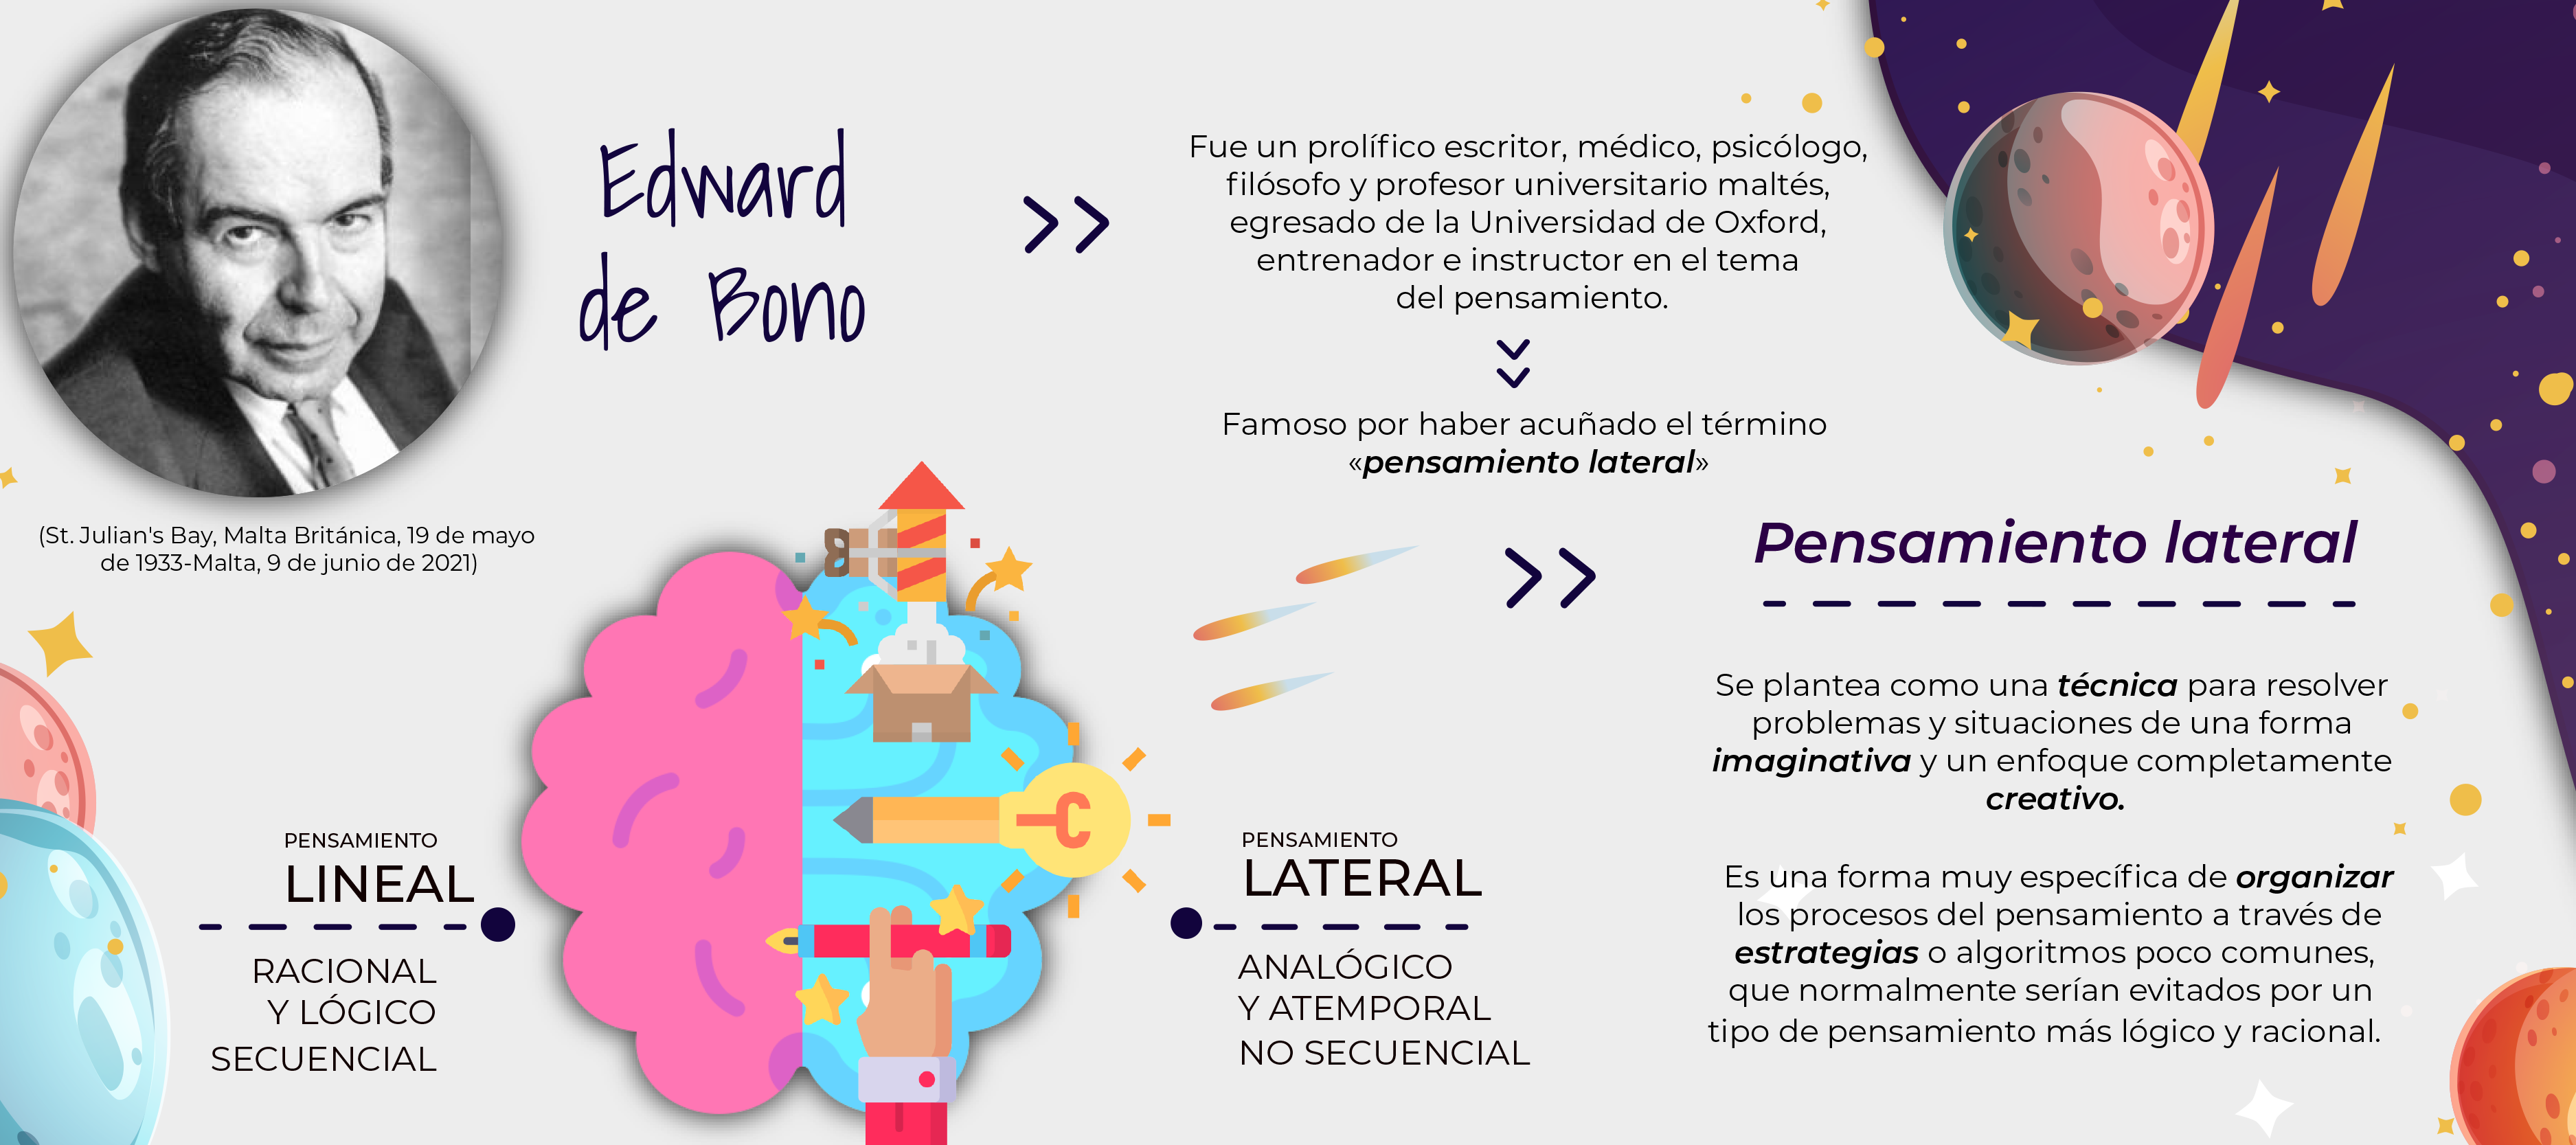 Edward
de Bono
Fue un prolífico escritor, médico, psicólogo,
filósofo y profesor universitario maltés,
egresado de la Universidad de Oxford,
entrenador e instructor en el tema
del pensamiento.
Famoso por haber acuñado el término
«pensamiento lateral»
(St. Julian's Bay, Malta Británica, 19 de mayo
de 1933-Malta, 9 de junio de 2021)
PENSAMIENTO
LINEAL
RACIONAL
Y LÓGICO
SECUENCIAL
PENSAMIENTO
LATERAL
ANALÓGICO
Y ATEMPORAL
NO SECUENCIAL
Pensamiento lateral
Se plantea como una técnica para resolver
problemas y situaciones de una forma
imaginativa y un enfoque completamente
creativo.
Es una forma muy específica de organizar
los procesos del pensamiento a través de
estrategias o algoritmos poco comunes,
que normalmente serían evitados por un
tipo de pensamiento más lógico y racional.